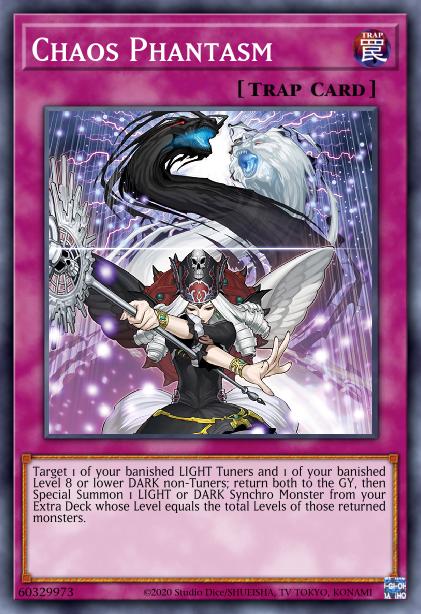 CHAOS PHANTASM
TRAP
罠
[TRAP CARD]
Target 1 of your banished LIGHT Tuners and 1 of your banished
Level 8 or lower DARK non-Tuners; return both to the GY, then
Special Summon 1 LIGHT or DARK Synchro Monster from your
Extra Deck whose Level equals the total Levels of those returned
monsters.
60329973
©2020 Studio Dice/SHUEISHA, TV TOKYO, KONAMI